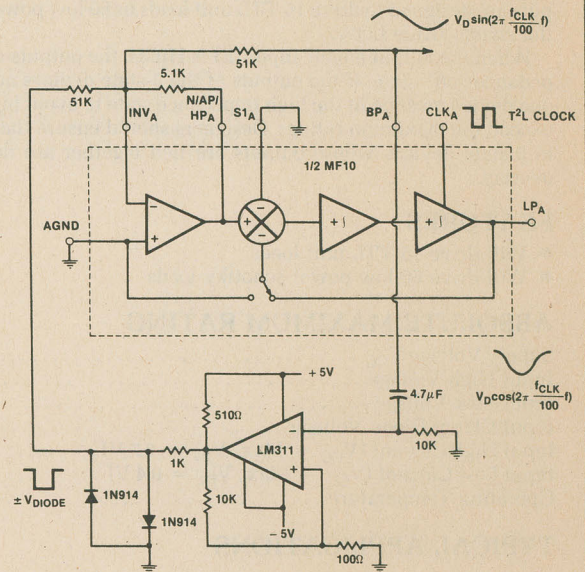 V_D sin(2π f_CLK/100 f)
51K
51K
5.1K
INV_A
N/AP/
HP_A
S1_A
BP_A
CLK_A
T²L CLOCK
1/2 MF10
AGND
LP_A
+ 5V
4.7µF
V_D cos(2π f_CLK/100 f)
510Ω
LM311
10K
1K
± V_DIODE
1N914
1N914
10K
- 5V
100Ω